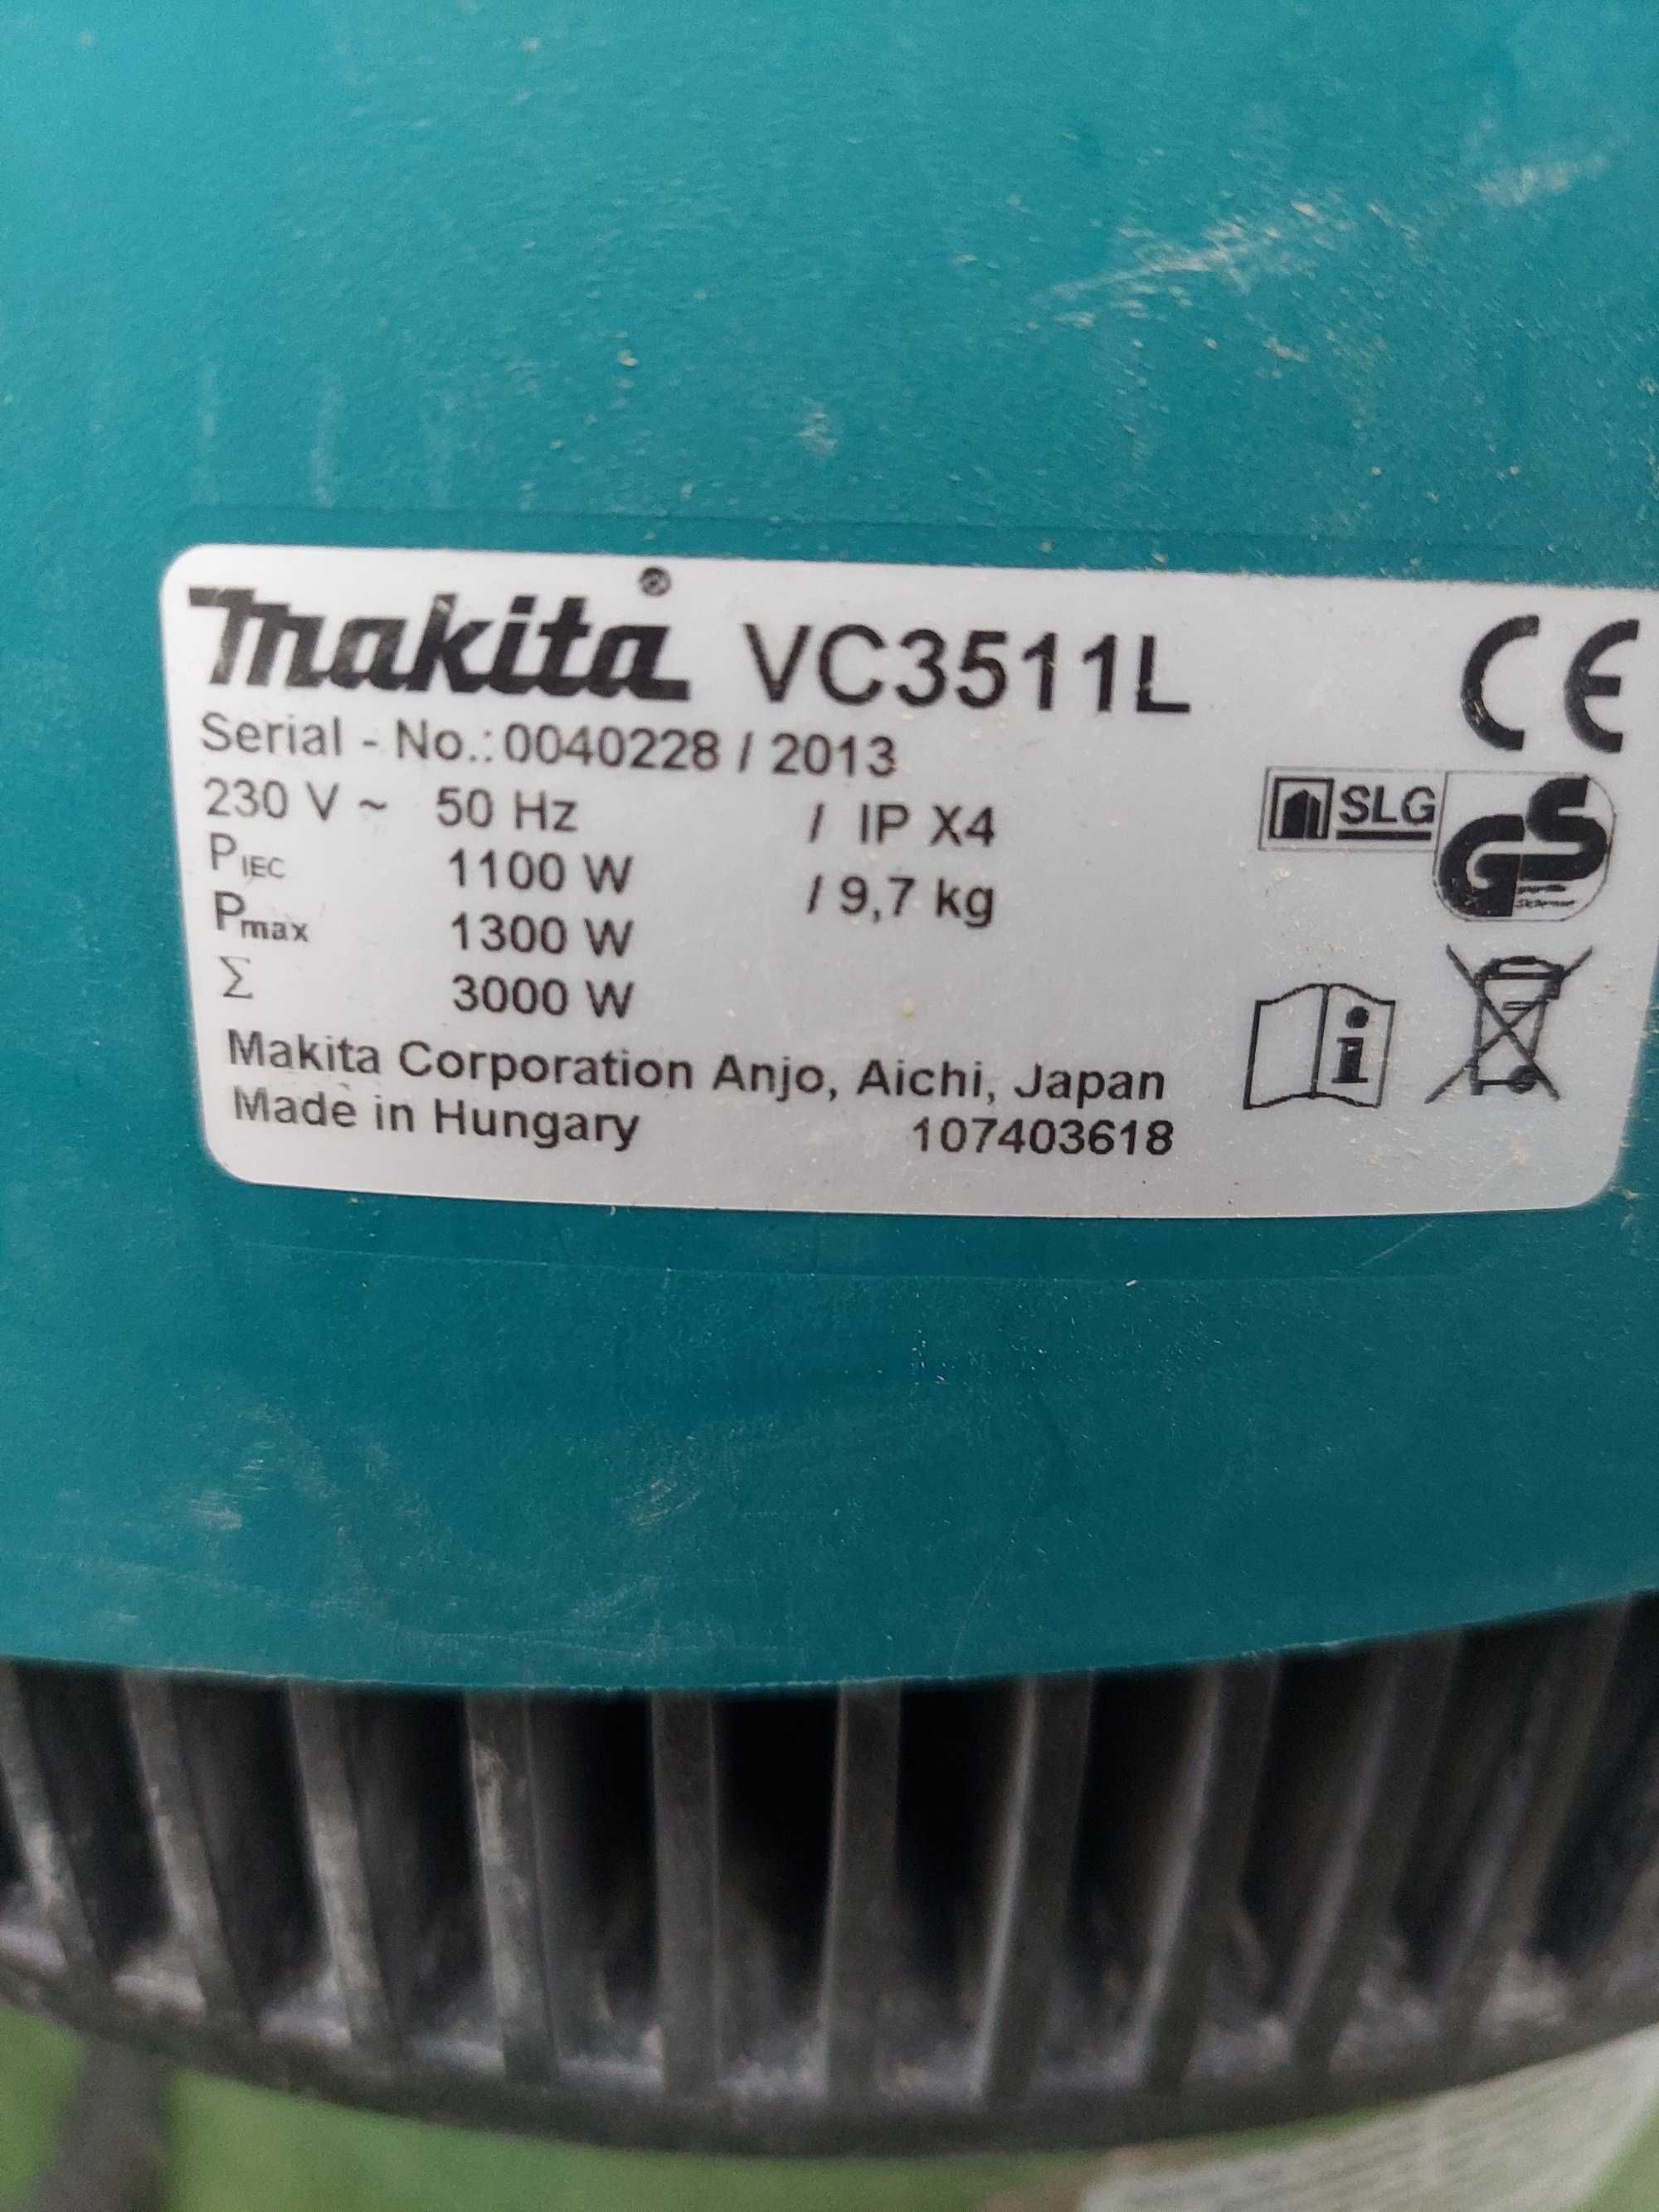 makita® VC3511L CE
Serial - No.: 0040228 / 2013
230 V ~ 50 Hz / IP X4
PIEC 1100 W / 9,7 kg
Pmax 1300 W
Σ 3000 W
SLG GS
Makita Corporation Anjo, Aichi, Japan
Made in Hungary 107403618